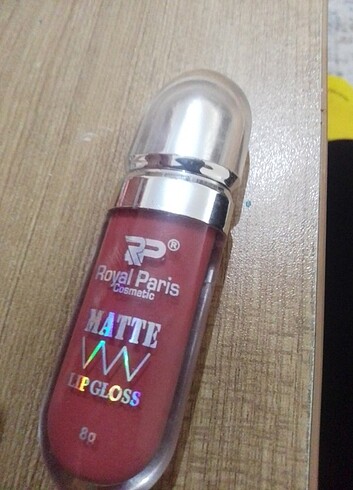 RP®
Royal Paris
Cosmetic
MATTE
LIP GLOSS
8g